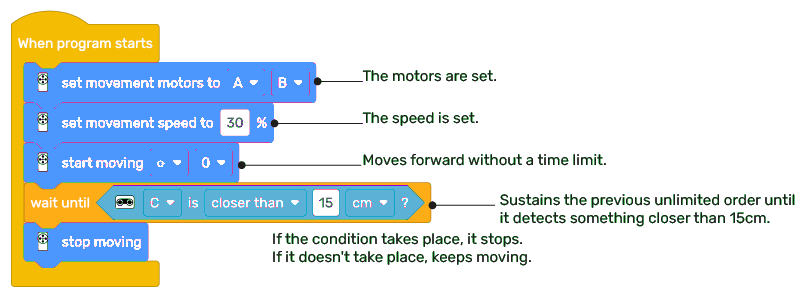 When program starts
set movement motors to A B
The motors are set.
set movement speed to 30 %
The speed is set.
start moving 0
Moves forward without a time limit.
wait until C is closer than 15 cm ?
Sustains the previous unlimited order until
it detects something closer than 15cm.
stop moving
If the condition takes place, it stops.
If it doesn't take place, keeps moving.